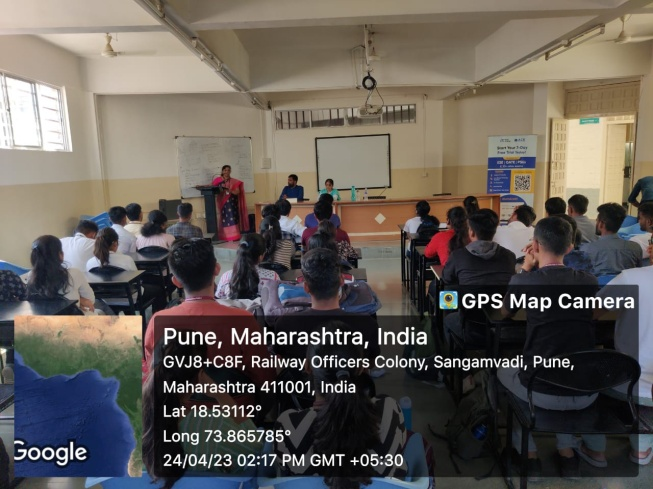 GPS Map Camera
Pune, Maharashtra, India
GVJ8+C8F, Railway Officers Colony, Sangamvadi, Pune,
Maharashtra 411001, India
Lat 18.53112°
Long 73.865785°
24/04/23 02:17 PM GMT +05:30
Google